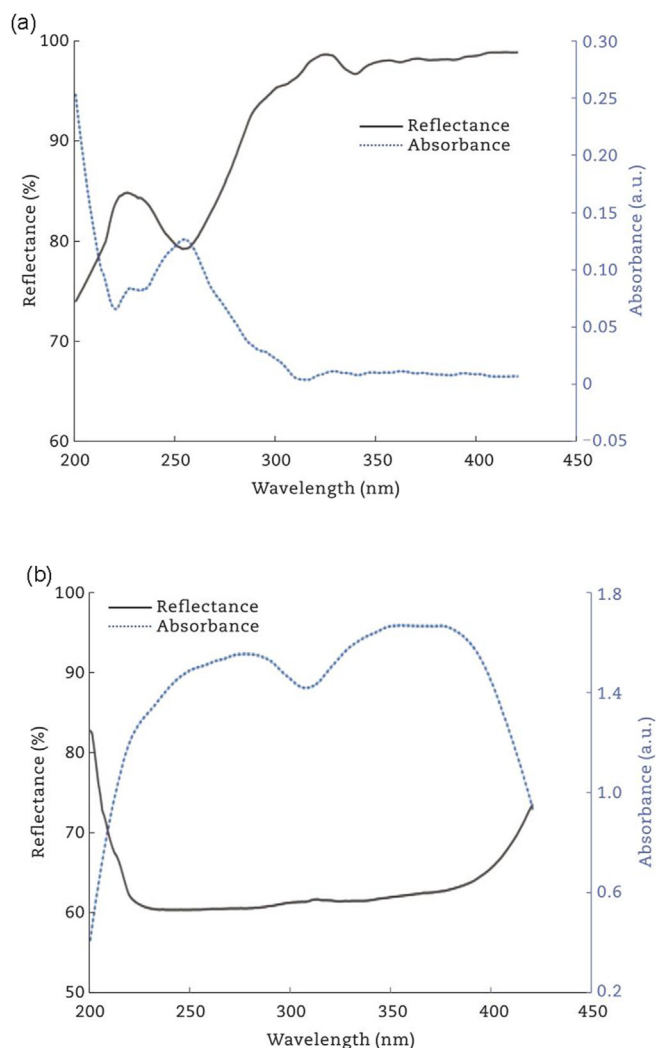 (a)
100
90
80
70
60
Reflectance (%)
Reflectance
Absorbance
0.30
0.25
0.20
0.15
0.10
0.05
0
−0.05
Absorbance (a.u.)
200 250 300 350 400 450
Wavelength (nm)
(b)
100
90
80
70
60
50
Reflectance (%)
Reflectance
Absorbance
1.8
1.4
1.0
0.6
0.2
Absorbance (a.u.)
200 250 300 350 400 450
Wavelength (nm)